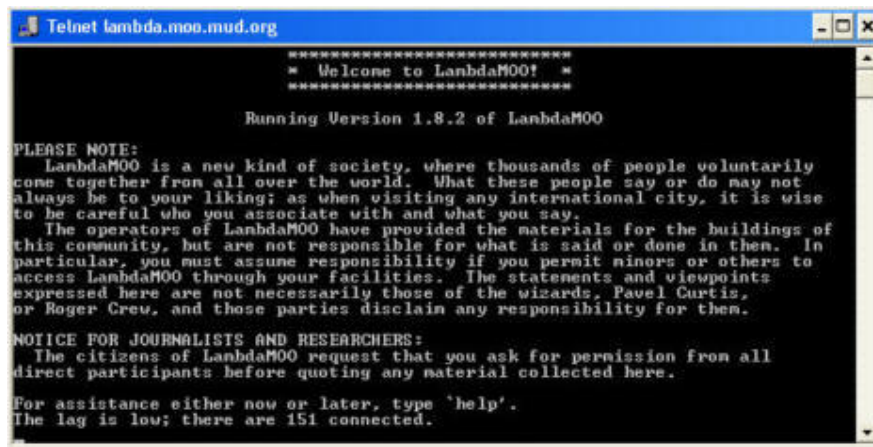 Telnet lambda.moo.mud.org
***************************
*  Welcome to LambdaMOO!  *
***************************
Running Version 1.8.2 of LambdaMOO
PLEASE NOTE:
LambdaMOO is a new kind of society, where thousands of people voluntarily
come together from all over the world.  What these people say or do may not
always be to your liking; as when visiting any international city, it is wise
to be careful who you associate with and what you say.
The operators of LambdaMOO have provided the materials for the buildings of
this community, but are not responsible for what is said or done in them.  In
particular, you must assume responsibility if you permit minors or others to
access LambdaMOO through your facilities.  The statements and viewpoints
expressed here are not necessarily those of the wizards, Pavel Curtis,
or Roger Crew, and those parties disclaim any responsibility for them.
NOTICE FOR JOURNALISTS AND RESEARCHERS:
The citizens of LambdaMOO request that you ask for permission from all
direct participants before quoting any material collected here.
For assistance either now or later, type `help'.
The lag is low; there are 151 connected.